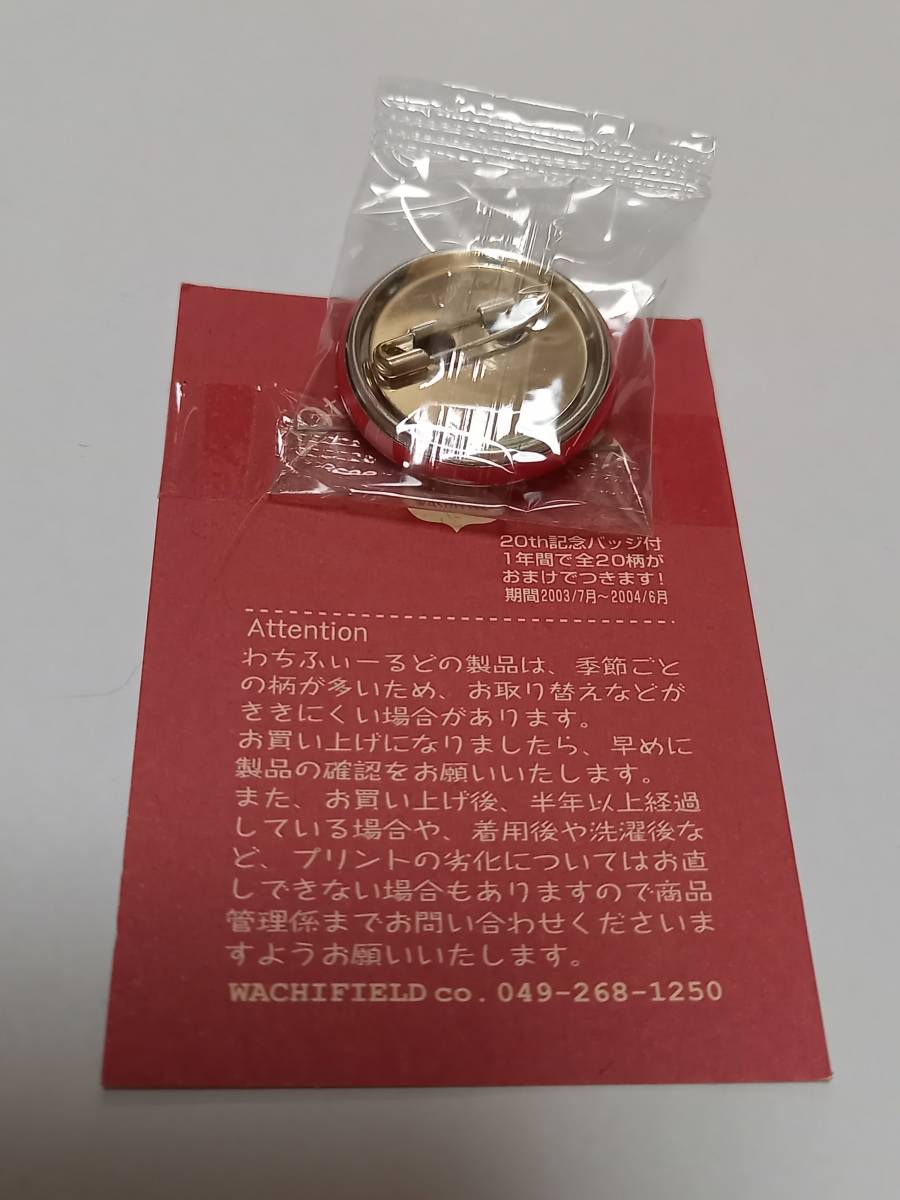 20th記念バッジ付
1年間で全20柄が
おまけでつきます!
期間2003/7月~2004/6月
Attention
わちふぃーるどの製品は、季節ごと
の柄が多いため、お取り替えなどが
ききにくい場合があります。
お買い上げになりましたら、早めに
製品の確認をお願いいたします。
また、お買い上げ後、半年以上経過
している場合や、着用後や洗濯後な
ど、プリントの劣化についてはお直
しできない場合もありますので商品
管理係までお問い合わせくださいま
すようお願いいたします。
WACHIFIELD co. 049-268-1250